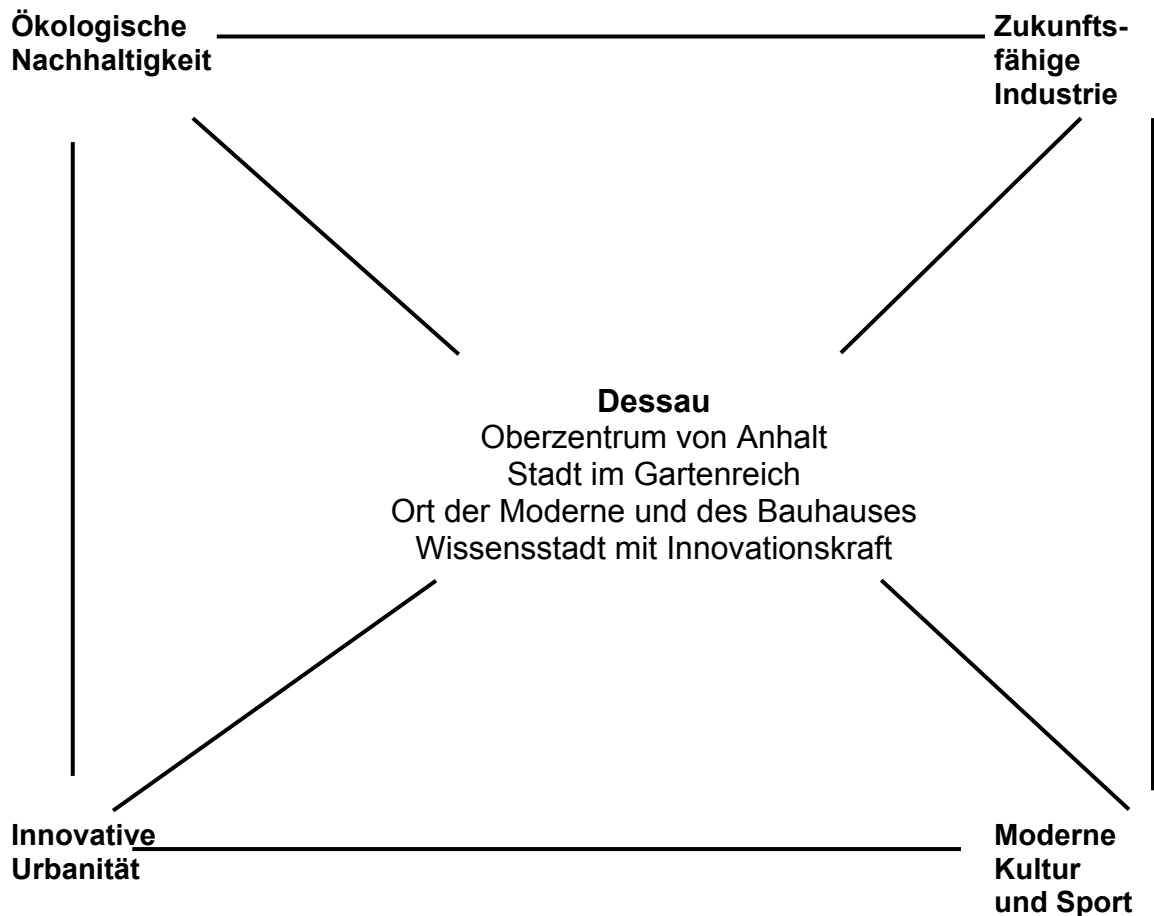 Ökologische
Nachhaltigkeit
Zukunfts-
fähige
Industrie
Dessau
Oberzentrum von Anhalt
Stadt im Gartenreich
Ort der Moderne und des Bauhauses
Wissensstadt mit Innovationskraft
Innovative
Urbanität
Moderne
Kultur
und Sport